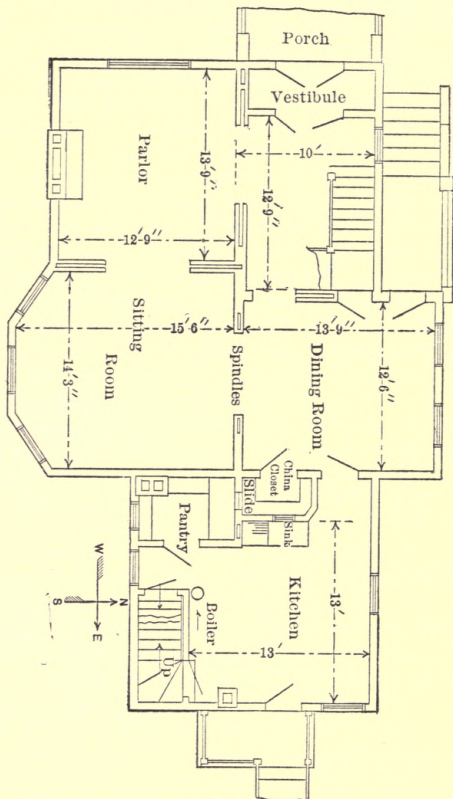 Porch
Vestibule
10'
12'-9"
Parlor
13'-9"
12'-9"
Sitting
Room
15'-6"
14'-3"
Spindles
Dining Room
13'-9"
12'-6"
China
Closet
Slide
Sink
Pantry
Kitchen
13'
13'
Boiler
Up
W
N
S
E